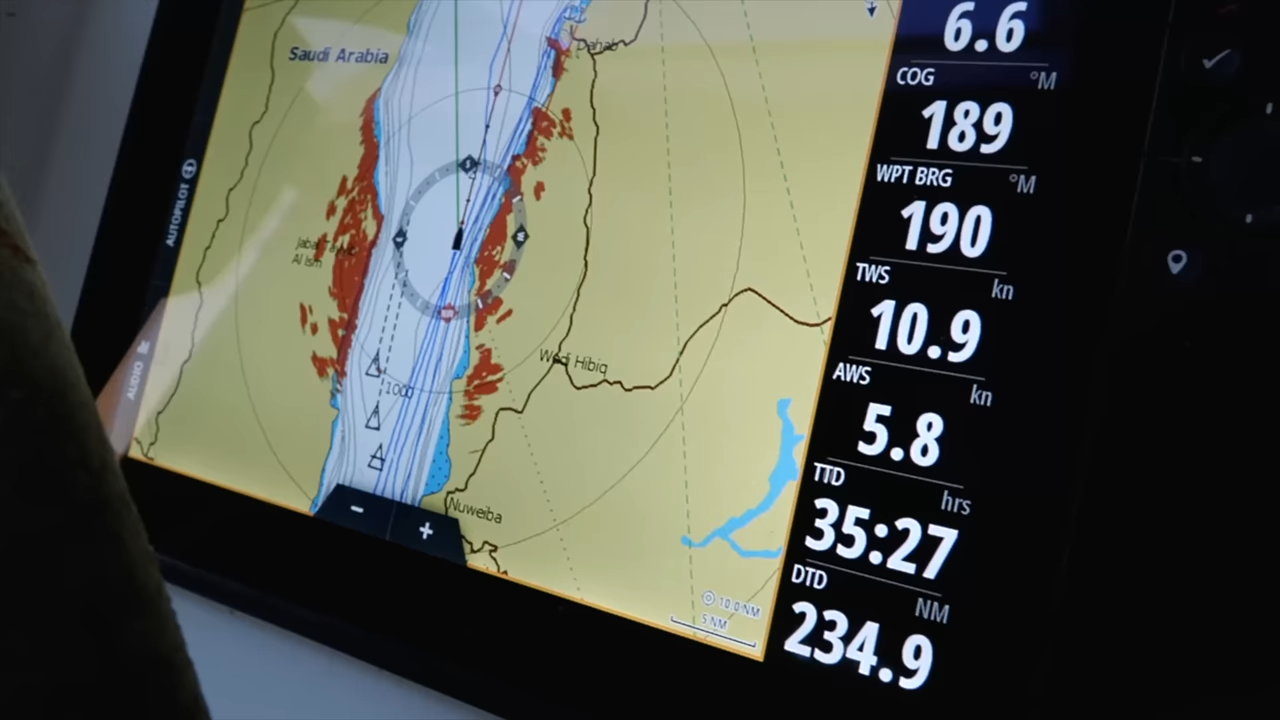 Saudi Arabia
Dahab
Al Ism
1000
Wadi Hibiq
Nuweiba
10.0 NM
5 NM
AUTOPILOT
AUDIO
- +
6.6
COG °M
189
WPT BRG °M
190
TWS kn
10.9
AWS kn
5.8
TTD hrs
35:27
DTD NM
234.9